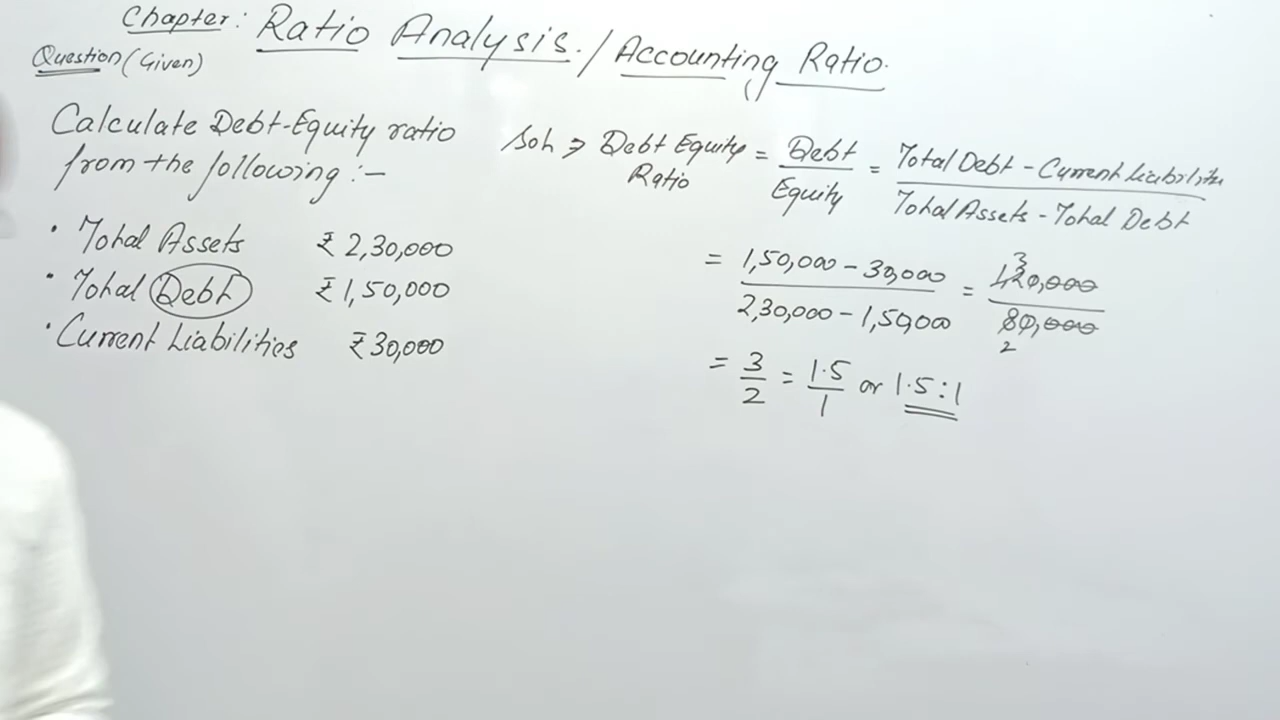 Chapter: Ratio Analysis. / Accounting Ratio.
Question (Given)
Calculate Debt-Equity ratio
from the following :-
• Total Assets ₹ 2,30,000
• Total Debt ₹ 1,50,000
• Current Liabilities ₹ 30,000
Soln ⇒ Debt Equity Ratio = Debt / Equity = Total Debt - Current Liabilities / Total Assets - Total Debt
= 1,50,000 - 30,000 / 2,30,000 - 1,50,000 = 120,000 / 80,000
3
2
= 3/2 = 1.5/1 or 1.5 : 1